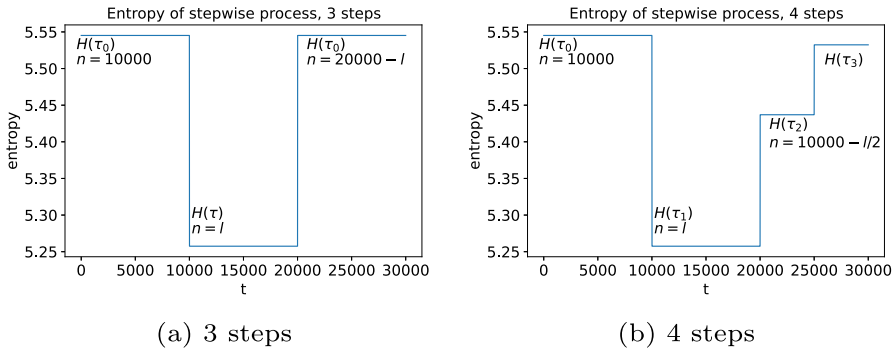 Entropy of stepwise process, 3 steps
5.55
5.50
5.45
5.40
5.35
5.30
5.25
entropy
H(τ₀)
n = 10000
H(τ)
n = l
H(τ₀)
n = 20000 − l
0 5000 10000 15000 20000 25000 30000
t
(a) 3 steps
Entropy of stepwise process, 4 steps
5.55
5.50
5.45
5.40
5.35
5.30
5.25
entropy
H(τ₀)
n = 10000
H(τ₁)
n = l
H(τ₂)
n = 10000 − l/2
H(τ₃)
0 5000 10000 15000 20000 25000 30000
t
(b) 4 steps